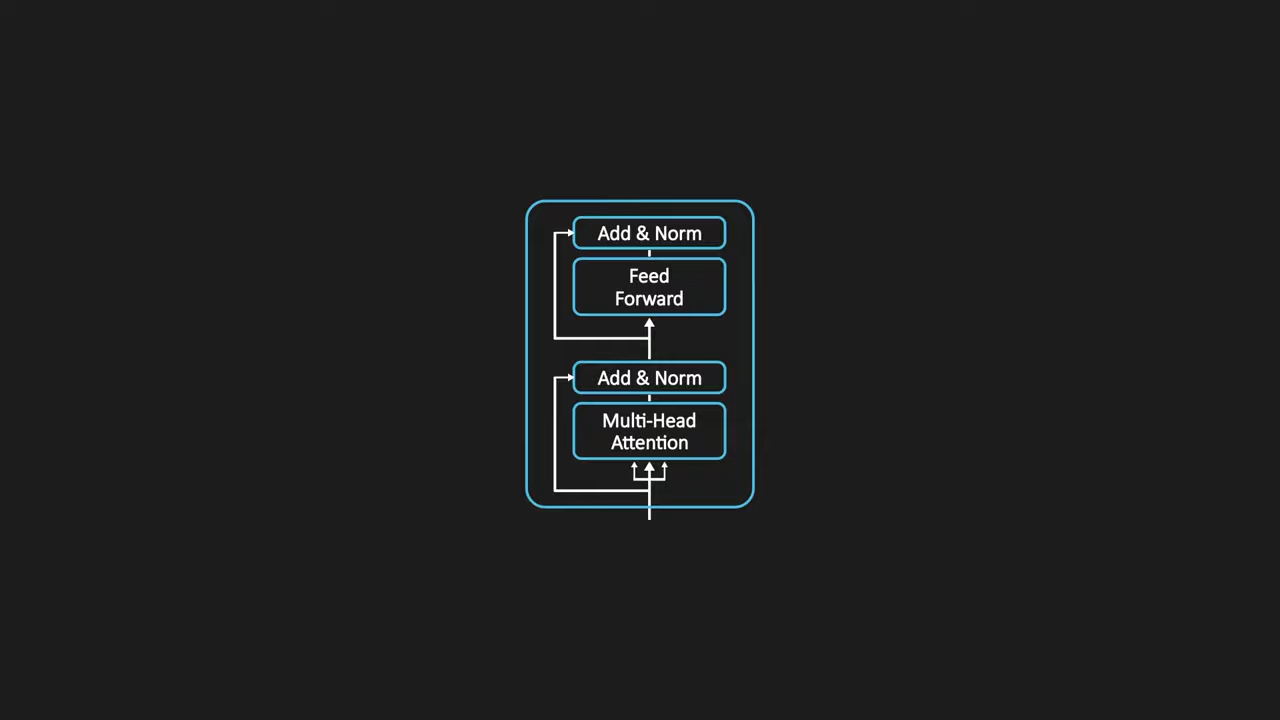 Add & Norm
Feed
Forward
Add & Norm
Multi-Head
Attention